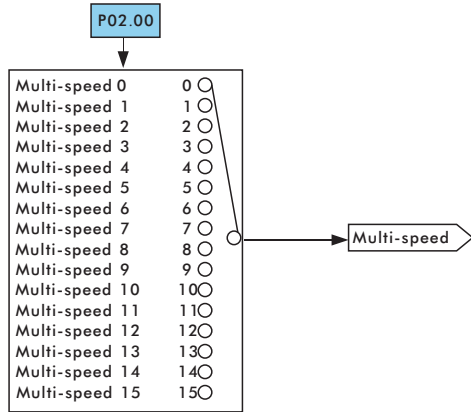 P02.00
Multi-speed 0 0
Multi-speed 1 1
Multi-speed 2 2
Multi-speed 3 3
Multi-speed 4 4
Multi-speed 5 5
Multi-speed 6 6
Multi-speed 7 7
Multi-speed 8 8
Multi-speed 9 9
Multi-speed 10 10
Multi-speed 11 11
Multi-speed 12 12
Multi-speed 13 13
Multi-speed 14 14
Multi-speed 15 15
Multi-speed